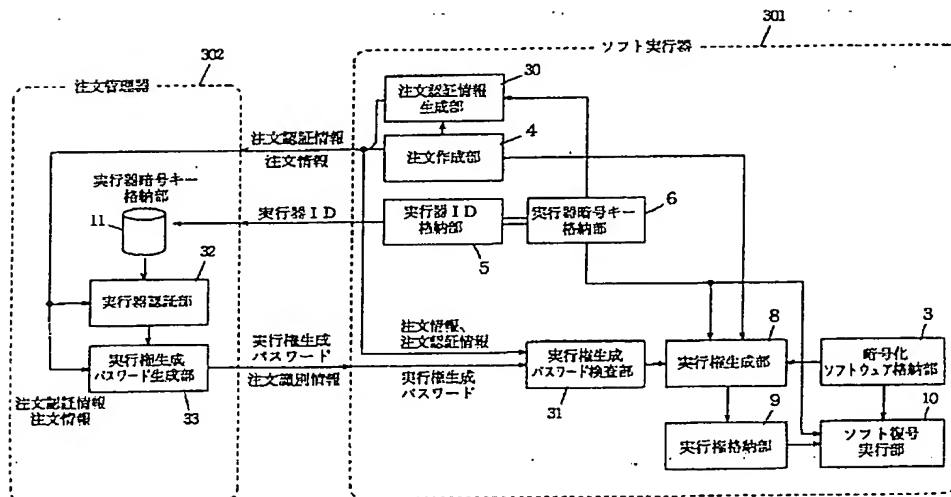 301
ソフト実行器
302
注文管理器
30
注文認証情報
生成部
4
注文作成部
注文認証情報
注文情報
実行器暗号キー
格納部
11
実行器ID
実行器ID
格納部
5
実行器暗号キー
格納部
6
32
実行器認証部
実行権生成
パスワード生成部
33
注文認証情報
注文情報
実行権生成
パスワード
注文識別情報
注文情報、
注文認証情報
実行権生成
パスワード
実行権生成
パスワード検査部
31
8
実行権生成部
3
暗号化
ソフトウェア格納部
9
実行権格納部
10
ソフト復号
実行部